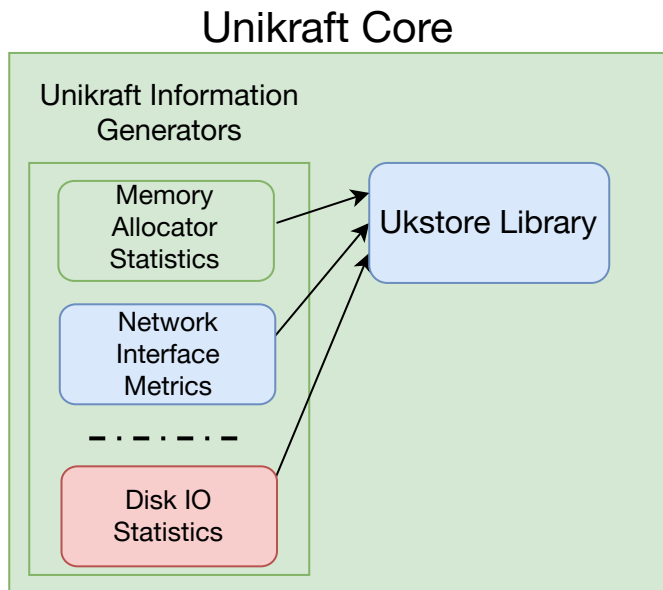 Unikraft Core
Unikraft Information
Generators
Memory
Allocator
Statistics
Ukstore Library
Network
Interface
Metrics
Disk IO
Statistics